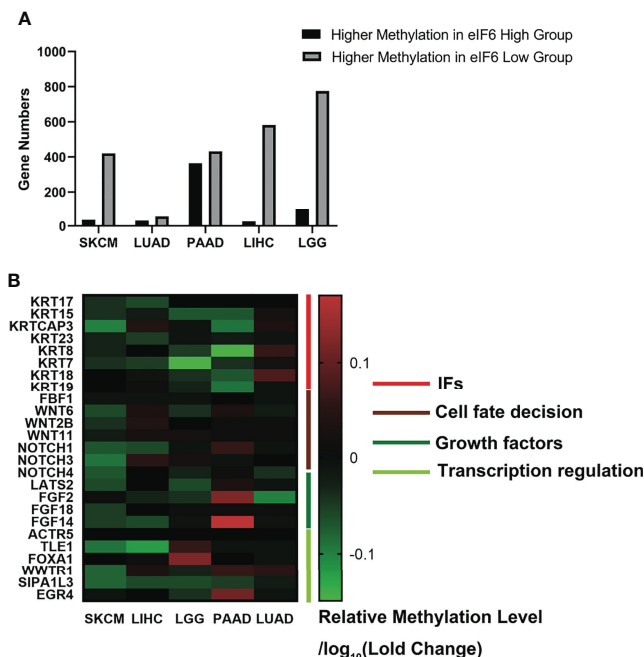 A
Higher Methylation in eIF6 High Group
Higher Methylation in eIF6 Low Group
Gene Numbers
1000
800
600
400
200
0
SKCM LUAD PAAD LIHC LGG
B
KRT17
KRT15
KRTCAP3
KRT23
KRT8
KRT7
KRT18
KRT19
FBF1
WNT6
WNT2B
WNT11
NOTCH1
NOTCH3
NOTCH4
LATS2
FGF2
FGF18
FGF14
ACTR5
TLE1
FOXA1
WWTR1
SIPA1L3
EGR4
SKCM LIHC LGG PAAD LUAD
0.1
0
-0.1
IFs
Cell fate decision
Growth factors
Transcription regulation
Relative Methylation Level
/log10(Lold Change)